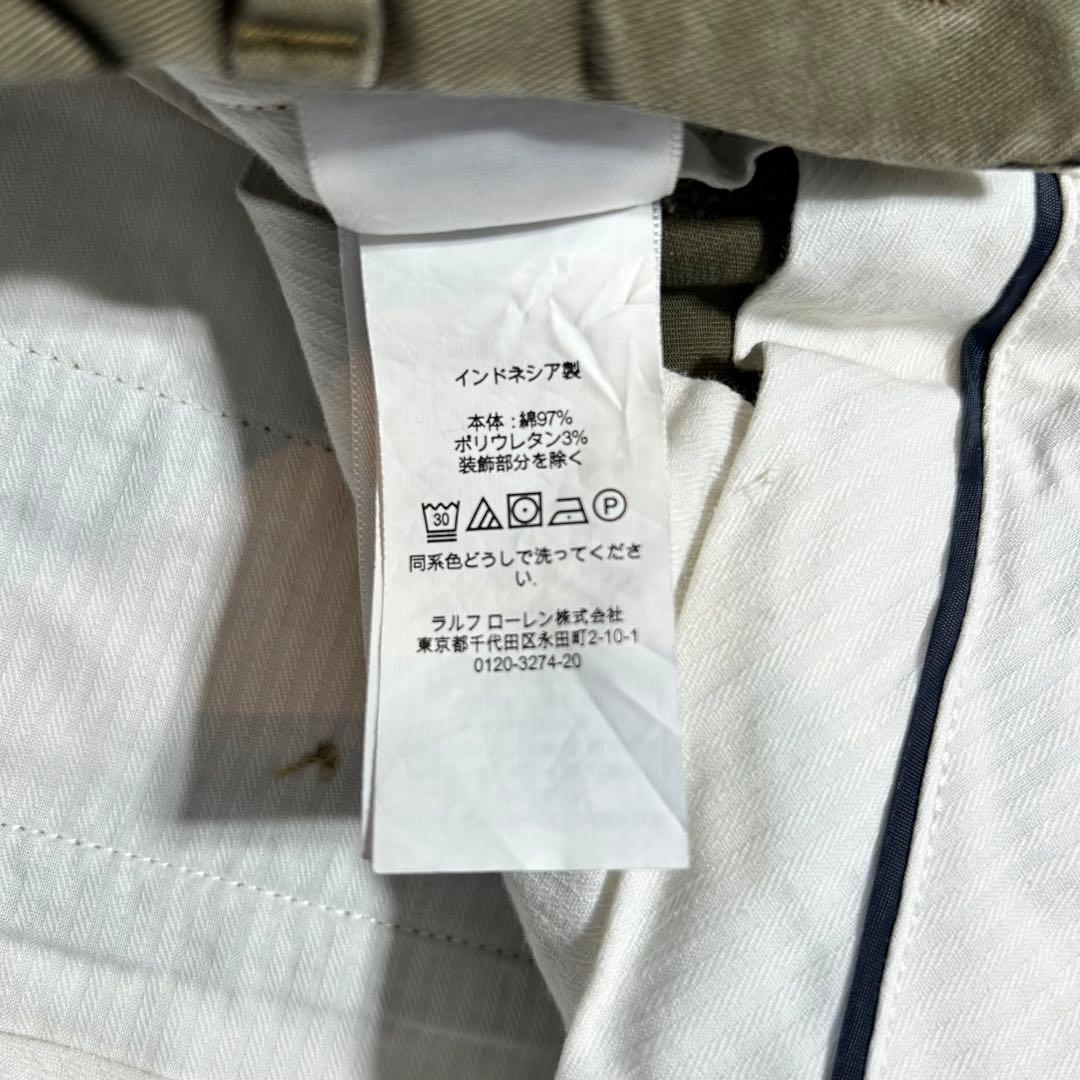 インドネシア製
本体 : 綿97%
ポリウレタン3%
装飾部分を除く
30 P
同系色どうしで洗ってくださ
い.
ラルフ ローレン株式会社
東京都千代田区永田町2-10-1
0120-3274-20